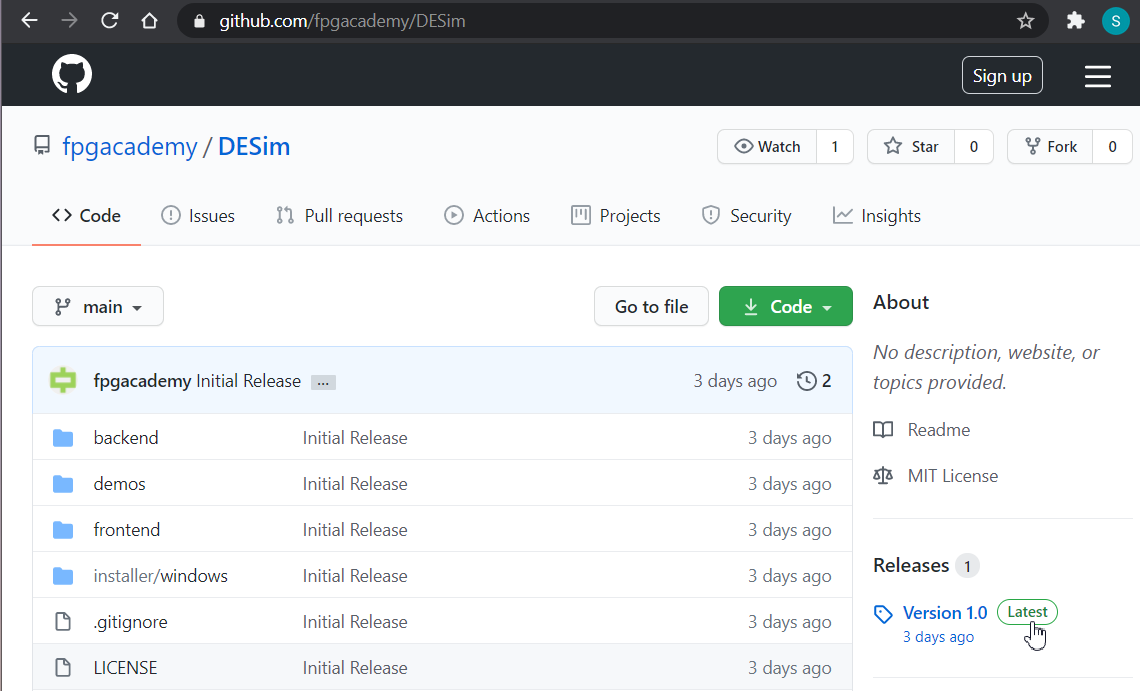 github.com/fpgacademy/DESim
S
Sign up
fpgacademy / DESim
Watch 1
Star 0
Fork 0
Code
Issues
Pull requests
Actions
Projects
Security
Insights
main
Go to file
Code
About
No description, website, or
topics provided.
Readme
MIT License
Releases 1
Version 1.0 Latest
3 days ago
fpgacademy Initial Release ... 3 days ago 2
backend Initial Release 3 days ago
demos Initial Release 3 days ago
frontend Initial Release 3 days ago
installer/windows Initial Release 3 days ago
.gitignore Initial Release 3 days ago
LICENSE Initial Release 3 days ago